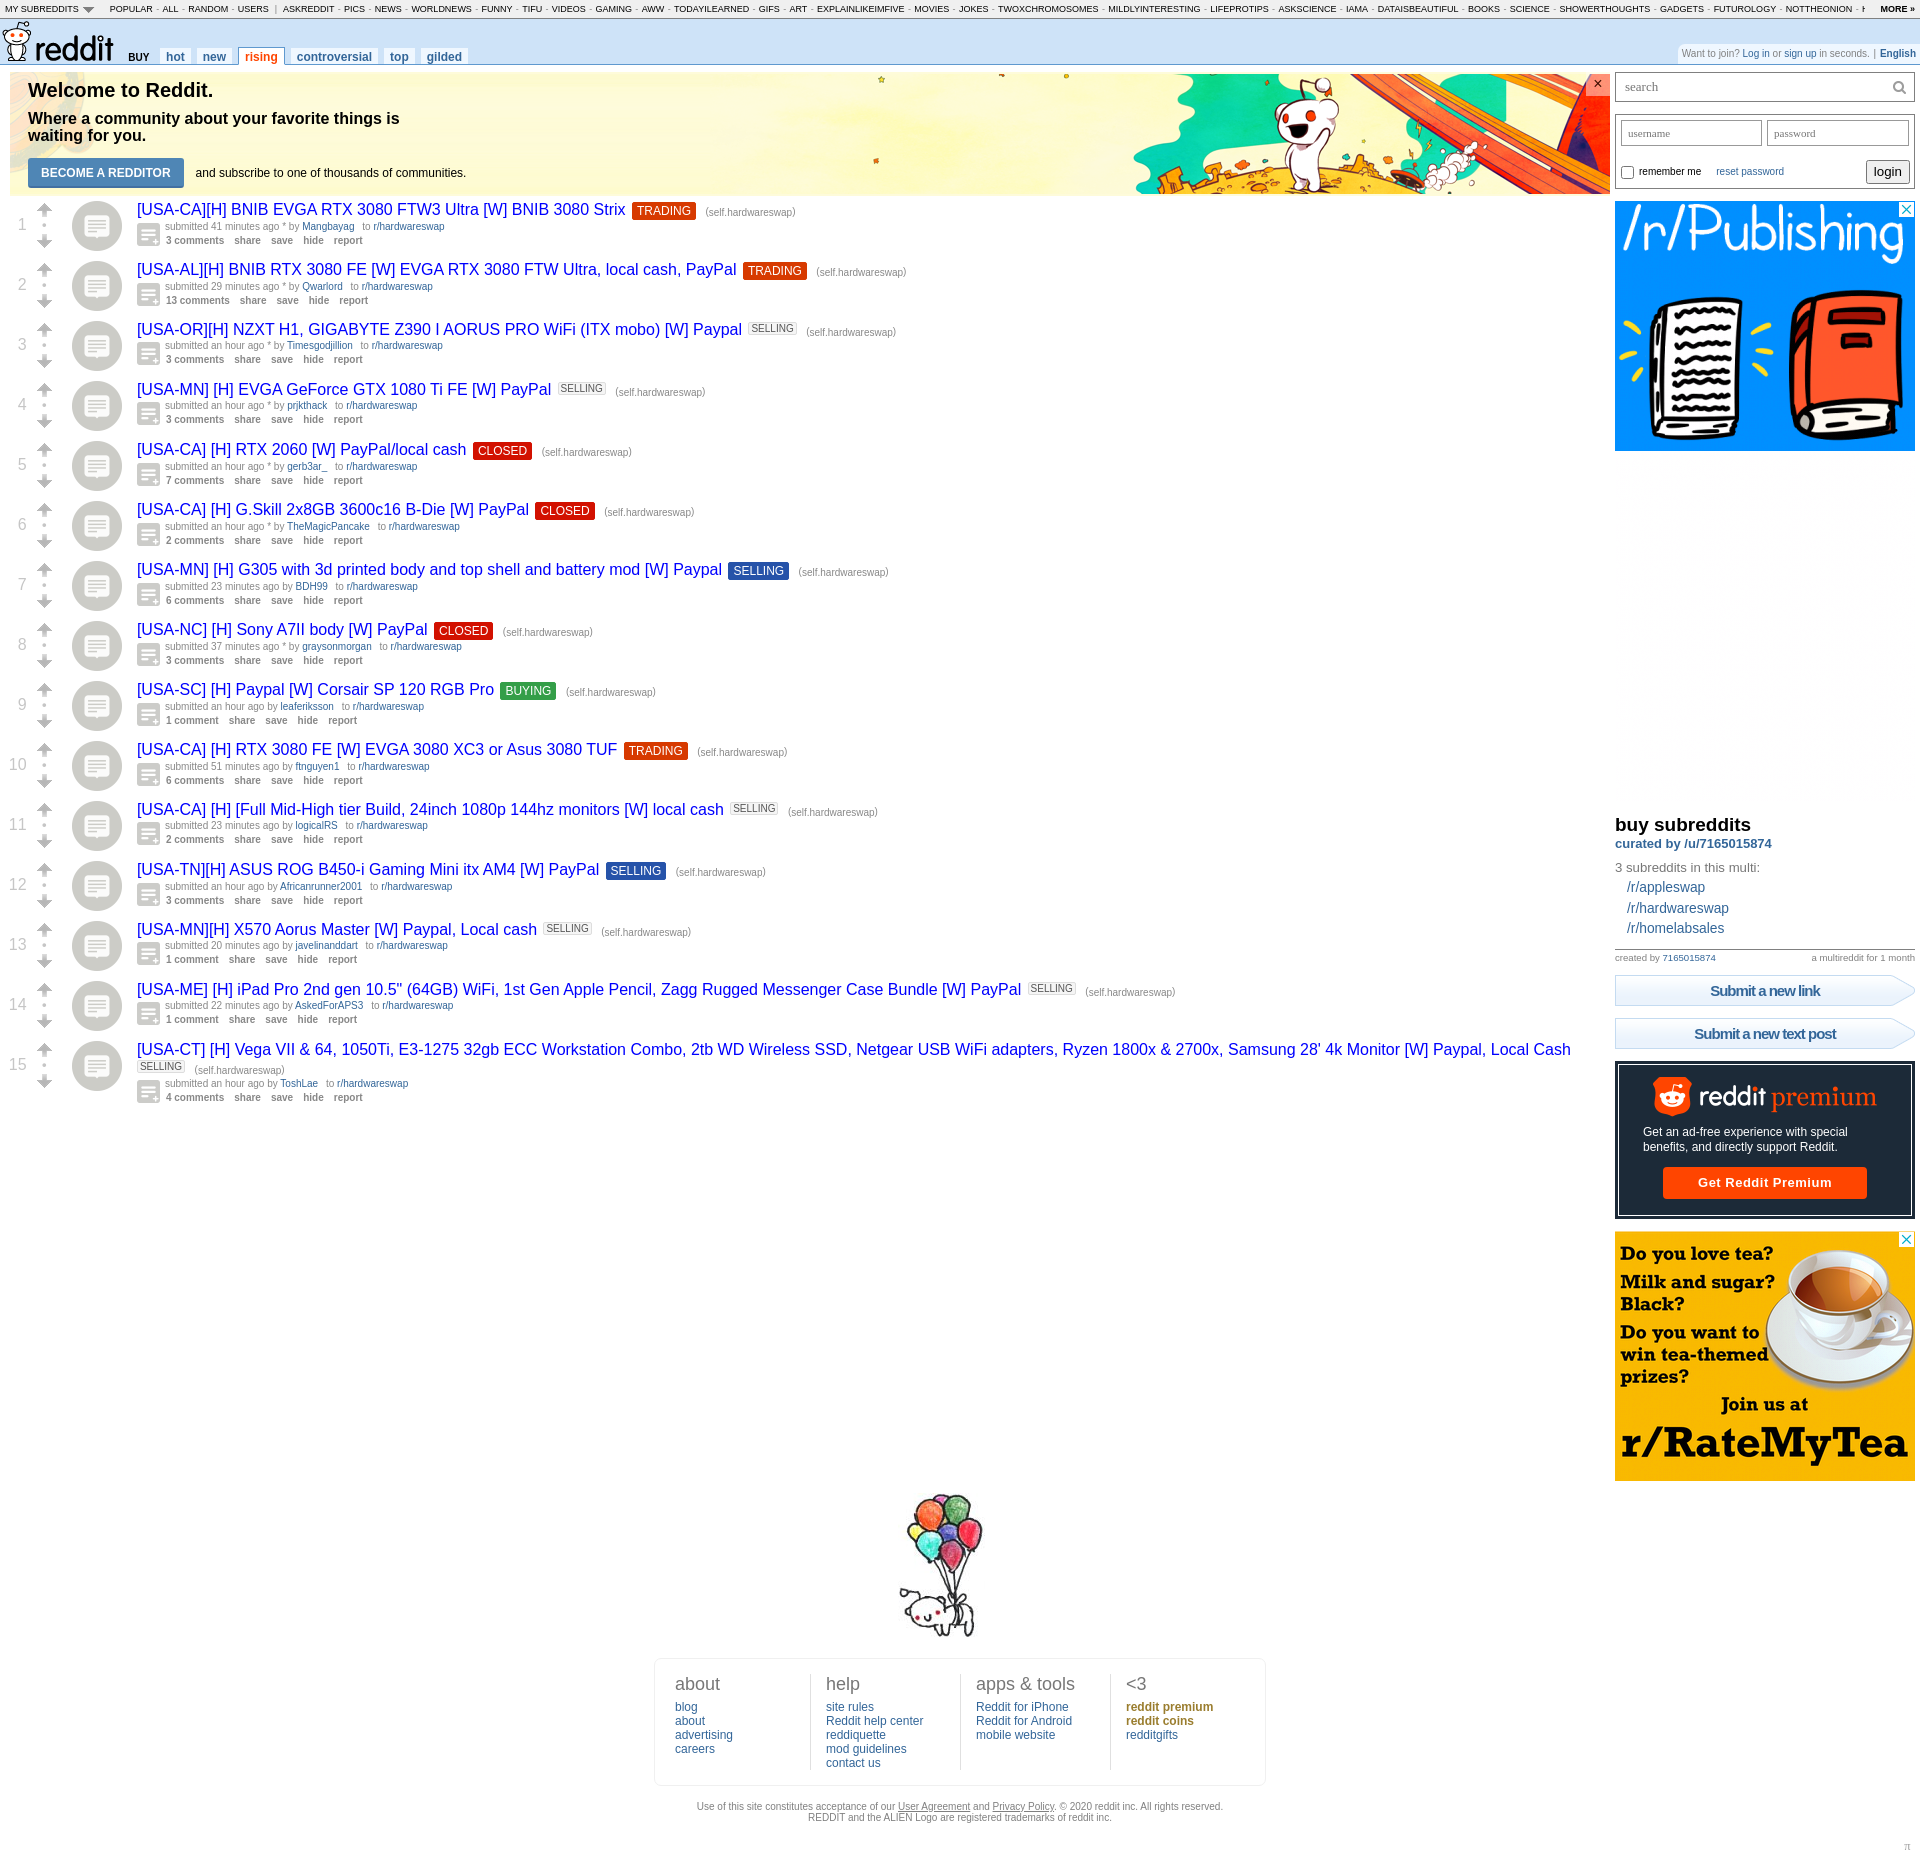 MY SUBREDDITS POPULAR - ALL - RANDOM - USERS | ASKREDDIT - PICS - NEWS - WORLDNEWS - FUNNY - TIFU - VIDEOS - GAMING - AWW - TODAYILEARNED - GIFS - ART - EXPLAINLIKEIMFIVE - MOVIES - JOKES - TWOXCHROMOSOMES - MILDLYINTERESTING - LIFEPROTIPS - ASKSCIENCE - IAMA - DATAISBEAUTIFUL - BOOKS - SCIENCE - SHOWERTHOUGHTS - GADGETS - FUTUROLOGY - NOTTHEONION - MORE »
reddit BUY hot new rising controversial top gilded
Want to join? Log in or sign up in seconds. | English
Welcome to Reddit.
Where a community about your favorite things is
waiting for you.
BECOME A REDDITOR and subscribe to one of thousands of communities.
×
1
[USA-CA][H] BNIB EVGA RTX 3080 FTW3 Ultra [W] BNIB 3080 Strix TRADING (self.hardwareswap)
submitted 41 minutes ago * by Mangbayag to r/hardwareswap
3 comments share save hide report
2
[USA-AL][H] BNIB RTX 3080 FE [W] EVGA RTX 3080 FTW Ultra, local cash, PayPal TRADING (self.hardwareswap)
submitted 29 minutes ago * by Qwarlord to r/hardwareswap
13 comments share save hide report
3
[USA-OR][H] NZXT H1, GIGABYTE Z390 I AORUS PRO WiFi (ITX mobo) [W] Paypal SELLING (self.hardwareswap)
submitted an hour ago * by Timesgodjillion to r/hardwareswap
3 comments share save hide report
4
[USA-MN] [H] EVGA GeForce GTX 1080 Ti FE [W] PayPal SELLING (self.hardwareswap)
submitted an hour ago * by prjkthack to r/hardwareswap
3 comments share save hide report
5
[USA-CA] [H] RTX 2060 [W] PayPal/local cash CLOSED (self.hardwareswap)
submitted an hour ago * by gerb3ar_ to r/hardwareswap
7 comments share save hide report
6
[USA-CA] [H] G.Skill 2x8GB 3600c16 B-Die [W] PayPal CLOSED (self.hardwareswap)
submitted an hour ago * by TheMagicPancake to r/hardwareswap
2 comments share save hide report
7
[USA-MN] [H] G305 with 3d printed body and top shell and battery mod [W] Paypal SELLING (self.hardwareswap)
submitted 23 minutes ago by BDH99 to r/hardwareswap
6 comments share save hide report
8
[USA-NC] [H] Sony A7II body [W] PayPal CLOSED (self.hardwareswap)
submitted 37 minutes ago * by graysonmorgan to r/hardwareswap
3 comments share save hide report
9
[USA-SC] [H] Paypal [W] Corsair SP 120 RGB Pro BUYING (self.hardwareswap)
submitted an hour ago by leaferiksson to r/hardwareswap
1 comment share save hide report
10
[USA-CA] [H] RTX 3080 FE [W] EVGA 3080 XC3 or Asus 3080 TUF TRADING (self.hardwareswap)
submitted 51 minutes ago by ftnguyen1 to r/hardwareswap
6 comments share save hide report
11
[USA-CA] [H] [Full Mid-High tier Build, 24inch 1080p 144hz monitors [W] local cash SELLING (self.hardwareswap)
submitted 23 minutes ago by logicalRS to r/hardwareswap
2 comments share save hide report
12
[USA-TN][H] ASUS ROG B450-i Gaming Mini itx AM4 [W] PayPal SELLING (self.hardwareswap)
submitted an hour ago by Africanrunner2001 to r/hardwareswap
3 comments share save hide report
13
[USA-MN][H] X570 Aorus Master [W] Paypal, Local cash SELLING (self.hardwareswap)
submitted 20 minutes ago by javelinanddart to r/hardwareswap
1 comment share save hide report
14
[USA-ME] [H] iPad Pro 2nd gen 10.5" (64GB) WiFi, 1st Gen Apple Pencil, Zagg Rugged Messenger Case Bundle [W] PayPal SELLING (self.hardwareswap)
submitted 22 minutes ago by AskedForAPS3 to r/hardwareswap
1 comment share save hide report
15
[USA-CT] [H] Vega VII & 64, 1050Ti, E3-1275 32gb ECC Workstation Combo, 2tb WD Wireless SSD, Netgear USB WiFi adapters, Ryzen 1800x & 2700x, Samsung 28' 4k Monitor [W] Paypal, Local Cash
SELLING (self.hardwareswap)
submitted an hour ago by ToshLae to r/hardwareswap
4 comments share save hide report
search
username password
remember me reset password login
/r/Publishing
buy subreddits
curated by /u/7165015874
3 subreddits in this multi:
/r/appleswap
/r/hardwareswap
/r/homelabsales
created by 7165015874 a multireddit for 1 month
Submit a new link
Submit a new text post
reddit premium
Get an ad-free experience with special
benefits, and directly support Reddit.
Get Reddit Premium
Do you love tea?
Milk and sugar?
Black?
Do you want to
win tea-themed
prizes?
Join us at
r/RateMyTea
about
blog
about
advertising
careers
help
site rules
Reddit help center
reddiquette
mod guidelines
contact us
apps & tools
Reddit for iPhone
Reddit for Android
mobile website
<3
reddit premium
reddit coins
redditgifts
Use of this site constitutes acceptance of our User Agreement and Privacy Policy. © 2020 reddit inc. All rights reserved.
REDDIT and the ALIEN Logo are registered trademarks of reddit inc.
π